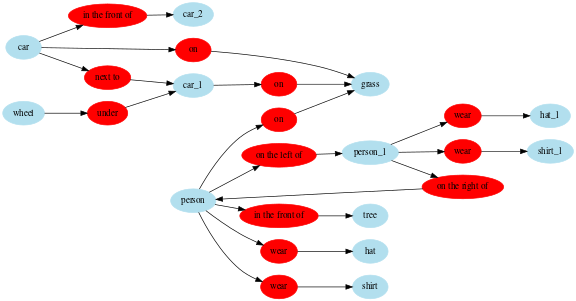 in the front of
car_2
car
on
next to
car_1
on
grass
wheel
under
on
wear
hat_1
on the left of
person_1
wear
shirt_1
on the right of
person
in the front of
tree
wear
hat
wear
shirt